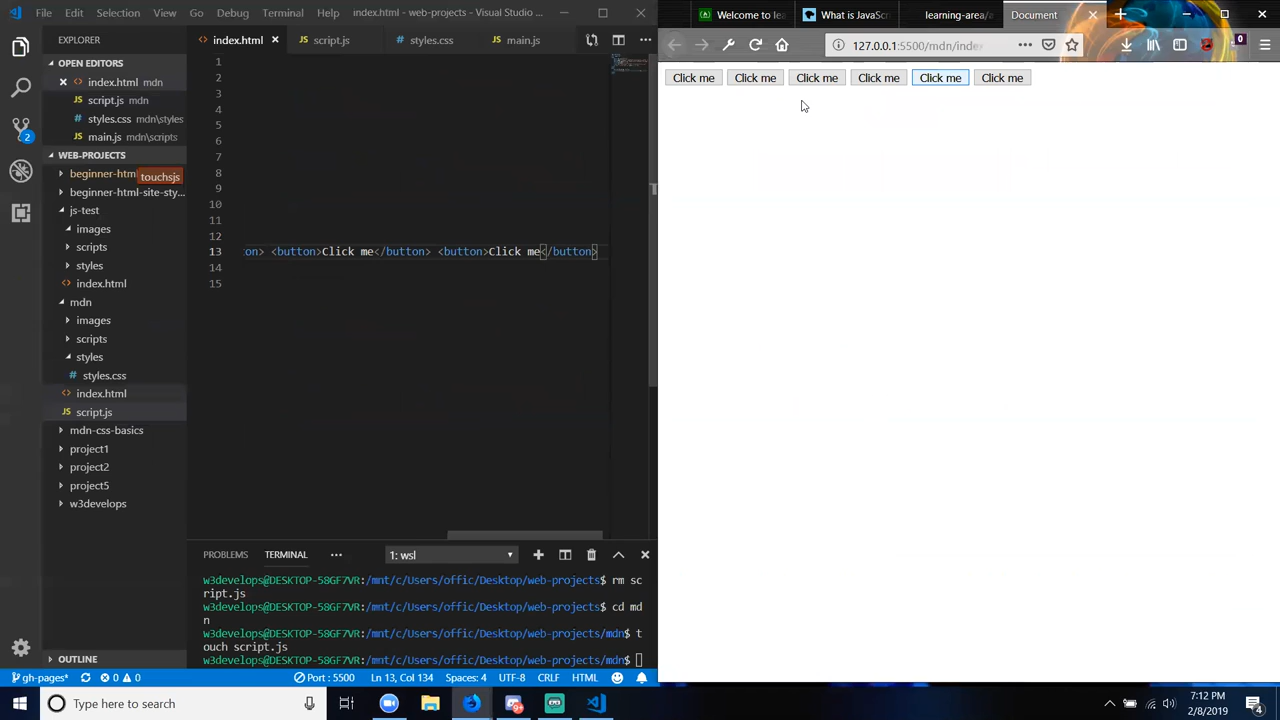 File Edit Selection View Go Debug Terminal Help index.html - web-projects - Visual Studio ...
EXPLORER
OPEN EDITORS
index.html mdn
script.js mdn
styles.css mdn\styles
main.js mdn\scripts
WEB-PROJECTS
beginner-htm
touchsjs
beginner-html-site-sty...
js-test
images
scripts
styles
index.html
mdn
images
scripts
styles
styles.css
index.html
script.js
mdn-css-basics
project1
project2
project5
w3develops
OUTLINE
2
index.html script.js styles.css main.js
1
2
3
4
5
6
7
8
9
10
11
12
13 on> <button>Click me</button> <button>Click me</button>
14
15
PROBLEMS TERMINAL 1: wsl
w3develops@DESKTOP-58GF7VR:/mnt/c/Users/offic/Desktop/web-projects$ rm sc
ript.js
w3develops@DESKTOP-58GF7VR:/mnt/c/Users/offic/Desktop/web-projects$ cd md
n
w3develops@DESKTOP-58GF7VR:/mnt/c/Users/offic/Desktop/web-projects/mdn$ t
ouch script.js
w3develops@DESKTOP-58GF7VR:/mnt/c/Users/offic/Desktop/web-projects/mdn$
gh-pages* 0 0 Port : 5500 Ln 13, Col 134 Spaces: 4 UTF-8 CRLF HTML
Welcome to lea What is JavaScri learning-area/a Document
127.0.0.1:5500/mdn/index
0
Click me Click me Click me Click me Click me Click me
Type here to search
7:12 PM
2/8/2019
4